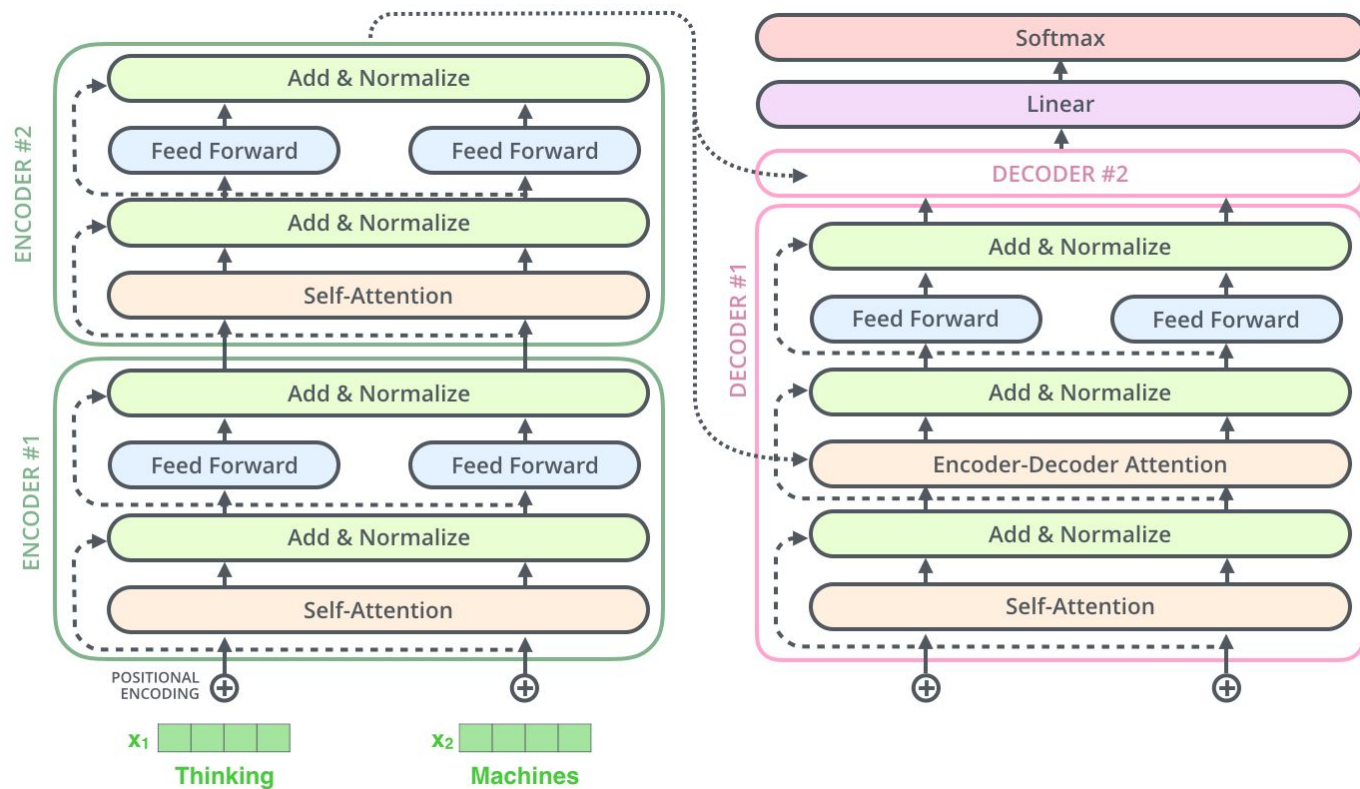 ENCODER #2
Add & Normalize
Feed Forward
Feed Forward
Add & Normalize
Self-Attention
ENCODER #1
Add & Normalize
Feed Forward
Feed Forward
Add & Normalize
Self-Attention
POSITIONAL
ENCODING
x₁
x₂
Thinking
Machines
Softmax
Linear
DECODER #2
DECODER #1
Add & Normalize
Feed Forward
Feed Forward
Add & Normalize
Encoder-Decoder Attention
Add & Normalize
Self-Attention